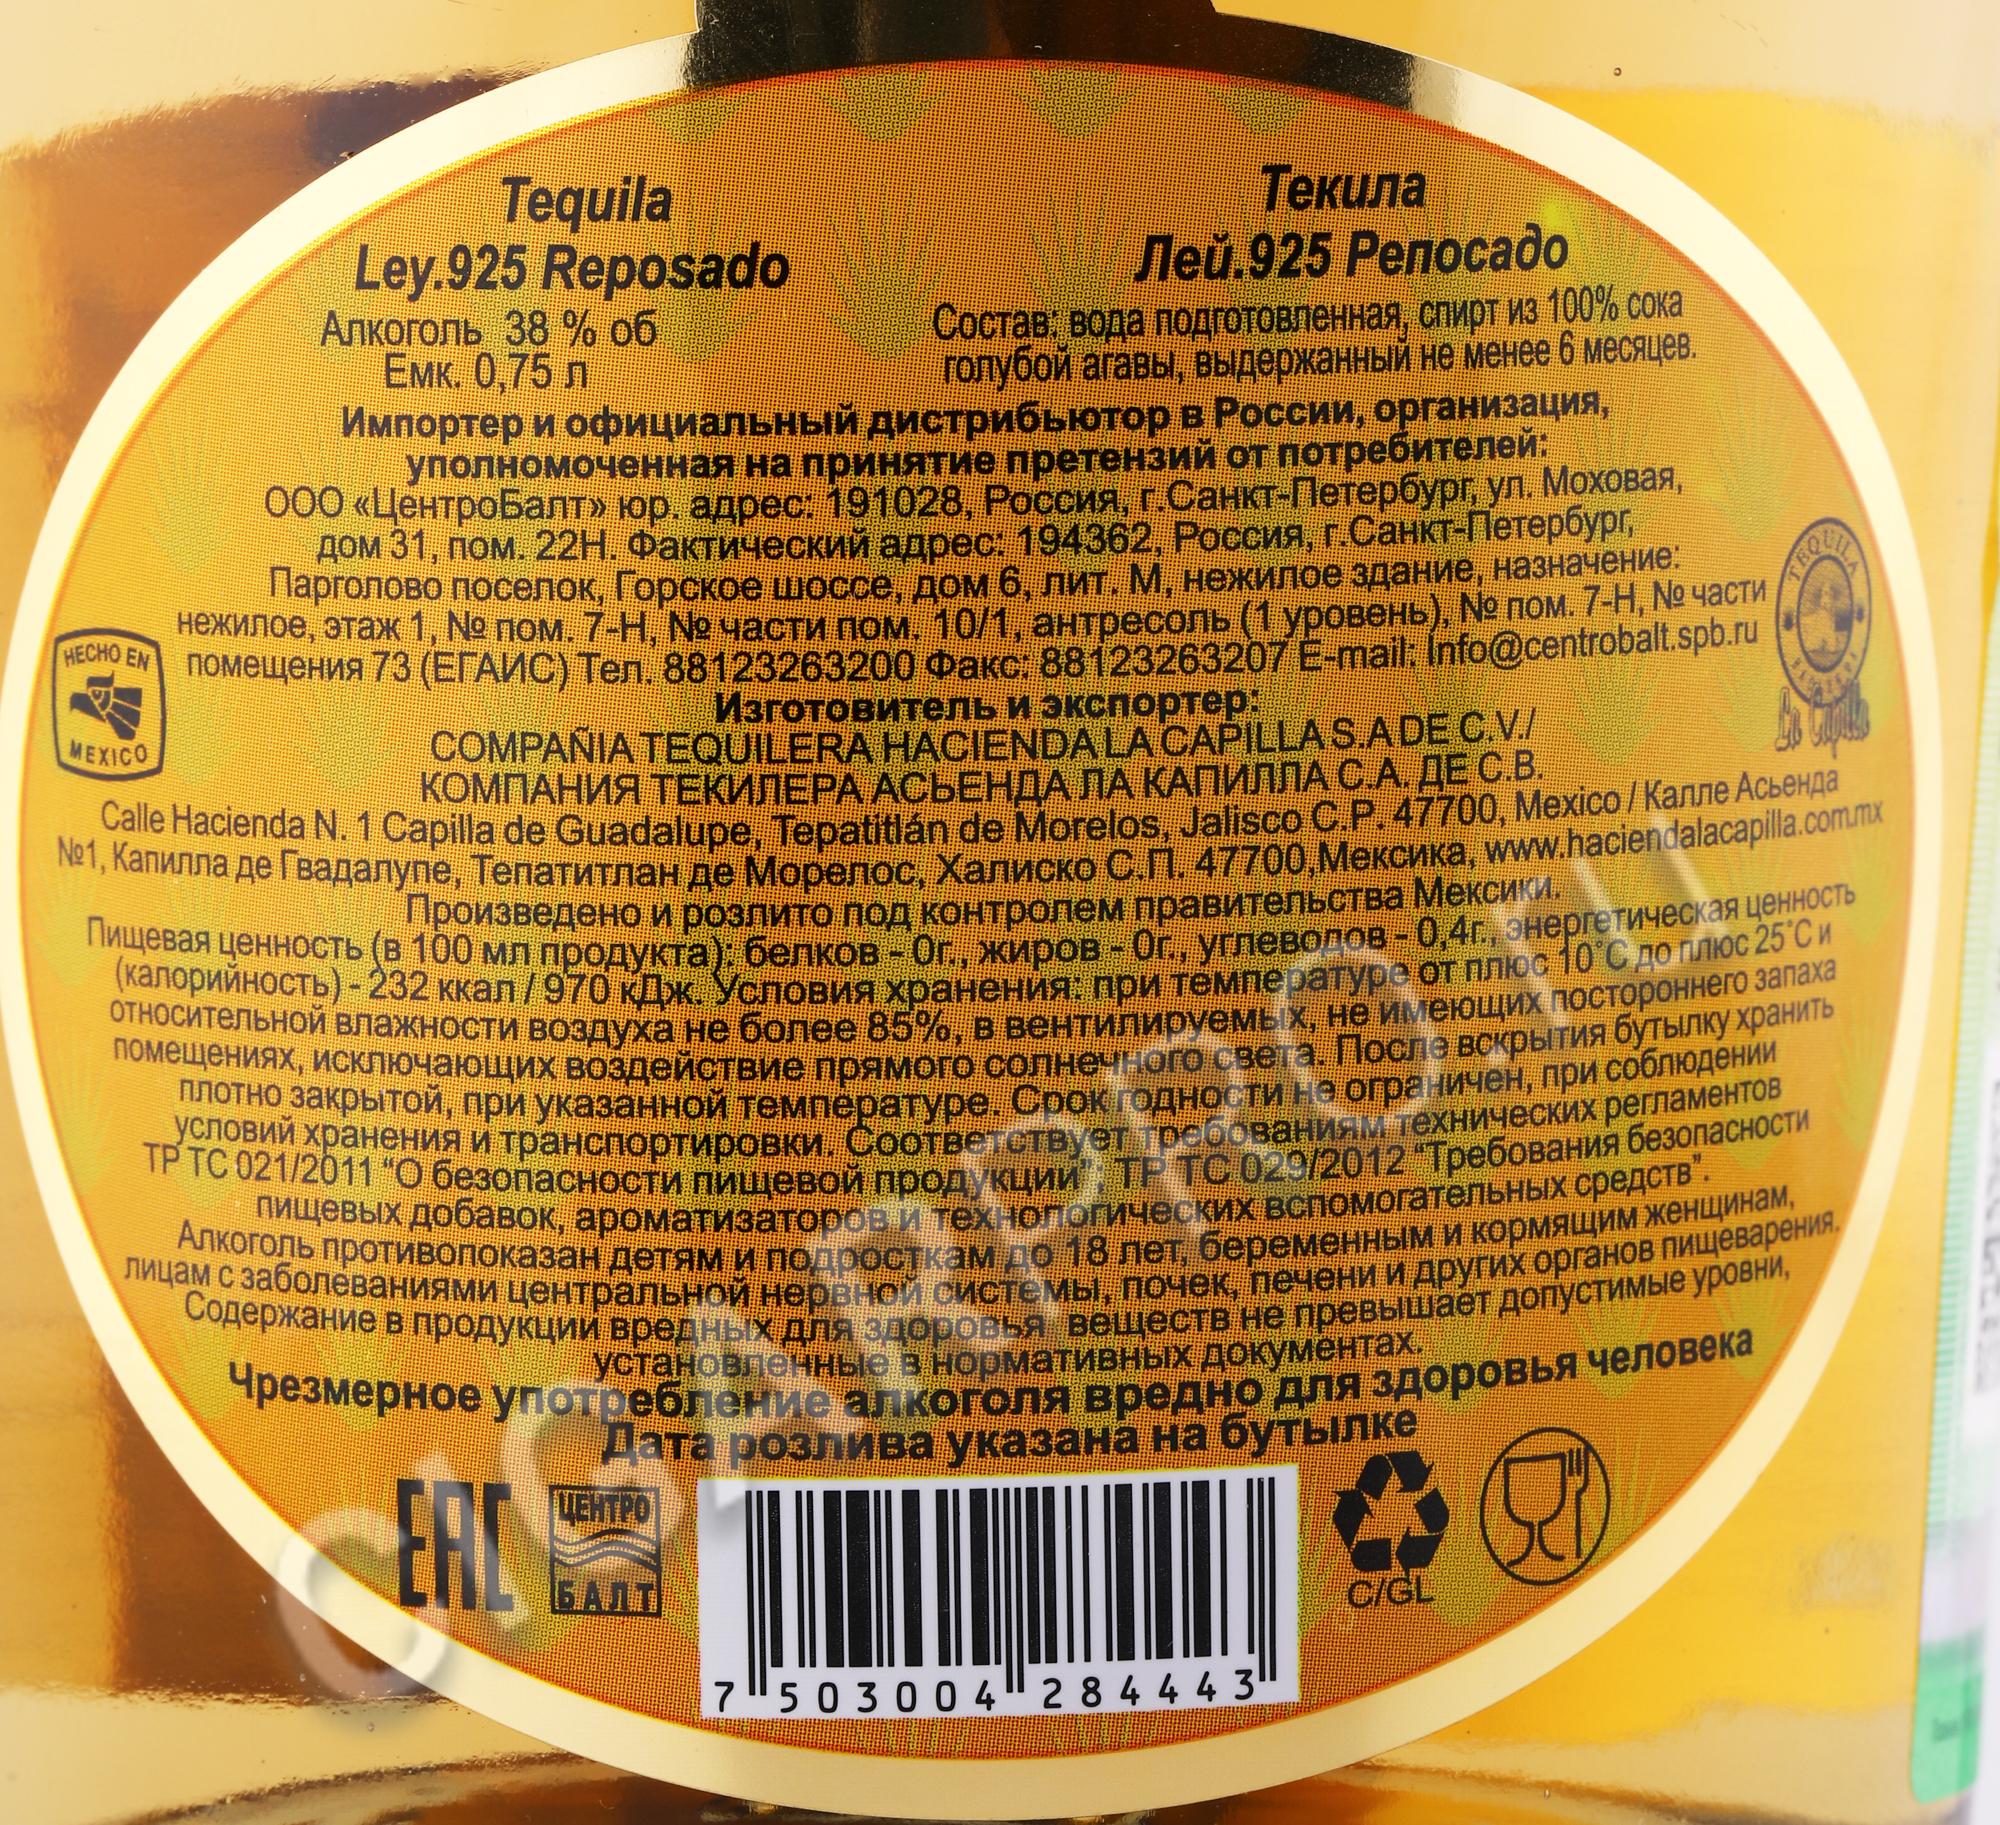 Tequila
Ley.925 Reposado
Алкоголь 38 % об
Емк. 0,75 л
Текила
Лей.925 Репосадо
Состав: вода подготовленная, спирт из 100% сока
голубой агавы, выдержанный не менее 6 месяцев.
Импортер и официальный дистрибьютор в России, организация,
уполномоченная на принятие претензий от потребителей:
ООО «ЦентроБалт» юр. адрес: 191028, Россия, г.Санкт-Петербург, ул. Моховая,
дом 31, пом. 22Н. Фактический адрес: 194362, Россия, г.Санкт-Петербург,
Парголово поселок, Горское шоссе, дом 6, лит. М, нежилое здание, назначение:
нежилое, этаж 1, № пом. 7-Н, № части пом. 10/1, антресоль (1 уровень), № пом. 7-Н, № части
помещения 73 (ЕГАИС) Тел. 88123263200 Факс: 88123263207 E-mail: Info@centrobalt.spb.ru
HECHO EN
MEXICO
TEQUILA
La Capilla
Изготовитель и экспортер:
COMPAÑIA TEQUILERA HACIENDA LA CAPILLA S.A DE C.V./
КОМПАНИЯ ТЕКИЛЕРА АСЬЕНДА ЛА КАПИЛЛА С.А. ДЕ С.В.
Calle Hacienda N. 1 Capilla de Guadalupe, Tepatitlán de Morelos, Jalisco C.P. 47700, Mexico / Калле Асьенда
№1, Капилла де Гвадалупе, Тепатитлан де Морелос, Халиско С.П. 47700,Мексика, www.haciendalacapilla.com.mx
Произведено и розлито под контролем правительства Мексики.
Пищевая ценность (в 100 мл продукта): белков - 0г., жиров - 0г., углеводов - 0,4г., энергетическая ценность
(калорийность) - 232 ккал / 970 кДж. Условия хранения: при температуре от плюс 10˚С до плюс 25˚С и
относительной влажности воздуха не более 85%, в вентилируемых, не имеющих постороннего запаха
помещениях, исключающих воздействие прямого солнечного света. После вскрытия бутылку хранить
плотно закрытой, при указанной температуре. Срок годности не ограничен, при соблюдении
условий хранения и транспортировки. Соответствует требованиям технических регламентов
ТР ТС 021/2011 "О безопасности пищевой продукции", ТР ТС 029/2012 "Требования безопасности
пищевых добавок, ароматизаторов и технологических вспомогательных средств".
Алкоголь противопоказан детям и подросткам до 18 лет, беременным и кормящим женщинам,
лицам с заболеваниями центральной нервной системы, почек, печени и других органов пищеварения.
Содержание в продукции вредных для здоровья веществ не превышает допустимые уровни,
установленные в нормативных документах.
Чрезмерное употребление алкоголя вредно для здоровья человека
Дата розлива указана на бутылке
EAC
ЦЕНТРО
БАЛТ
7 503004 284443
C/GL
CIGARPRO.ru